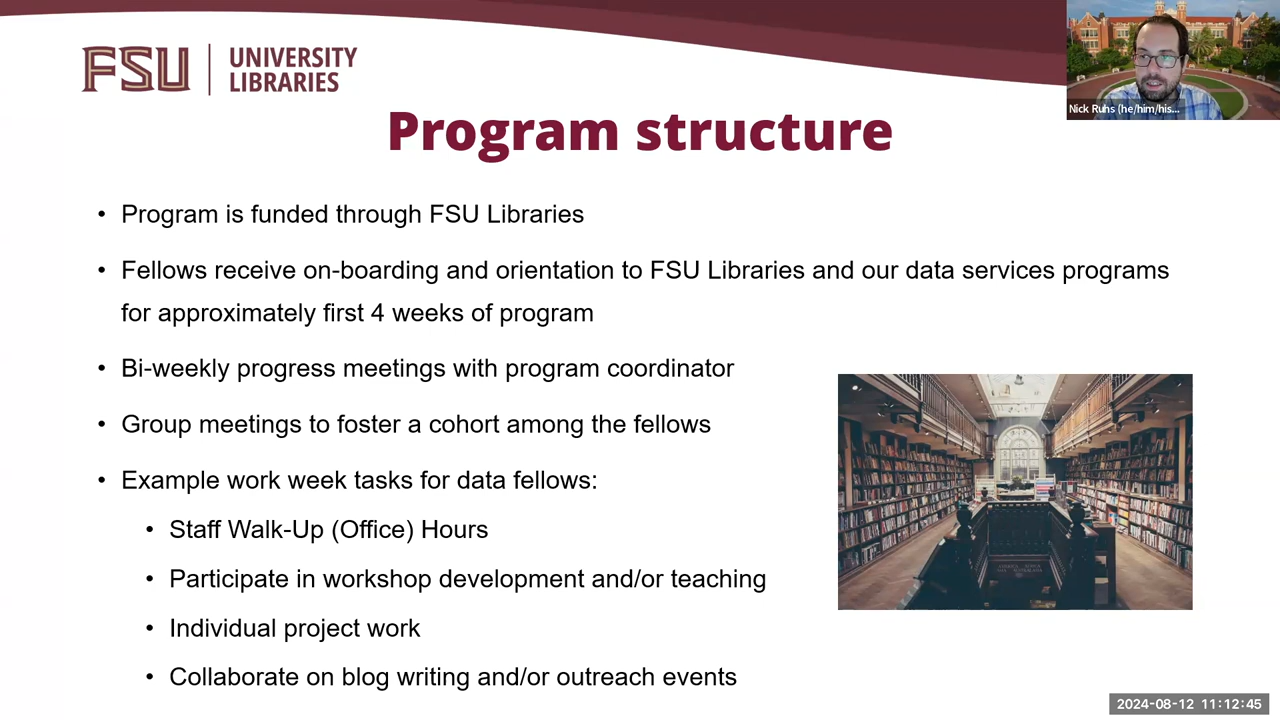 FSU
UNIVERSITY
LIBRARIES
Nick Ruhs (he/him/his...
Program structure
• Program is funded through FSU Libraries
• Fellows receive on-boarding and orientation to FSU Libraries and our data services programs
for approximately first 4 weeks of program
• Bi-weekly progress meetings with program coordinator
• Group meetings to foster a cohort among the fellows
• Example work week tasks for data fellows:
• Staff Walk-Up (Office) Hours
• Participate in workshop development and/or teaching
• Individual project work
• Collaborate on blog writing and/or outreach events
2024-08-12 11:12:45